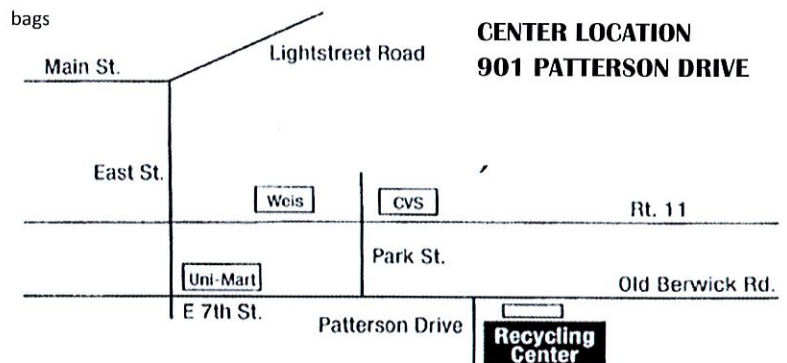 bags
CENTER LOCATION
901 PATTERSON DRIVE
Lightstreet Road
Main St.
East St.
Weis
CVS
Rt. 11
Park St.
Uni-Mart
Old Berwick Rd.
E 7th St.
Patterson Drive
Recycling
Center